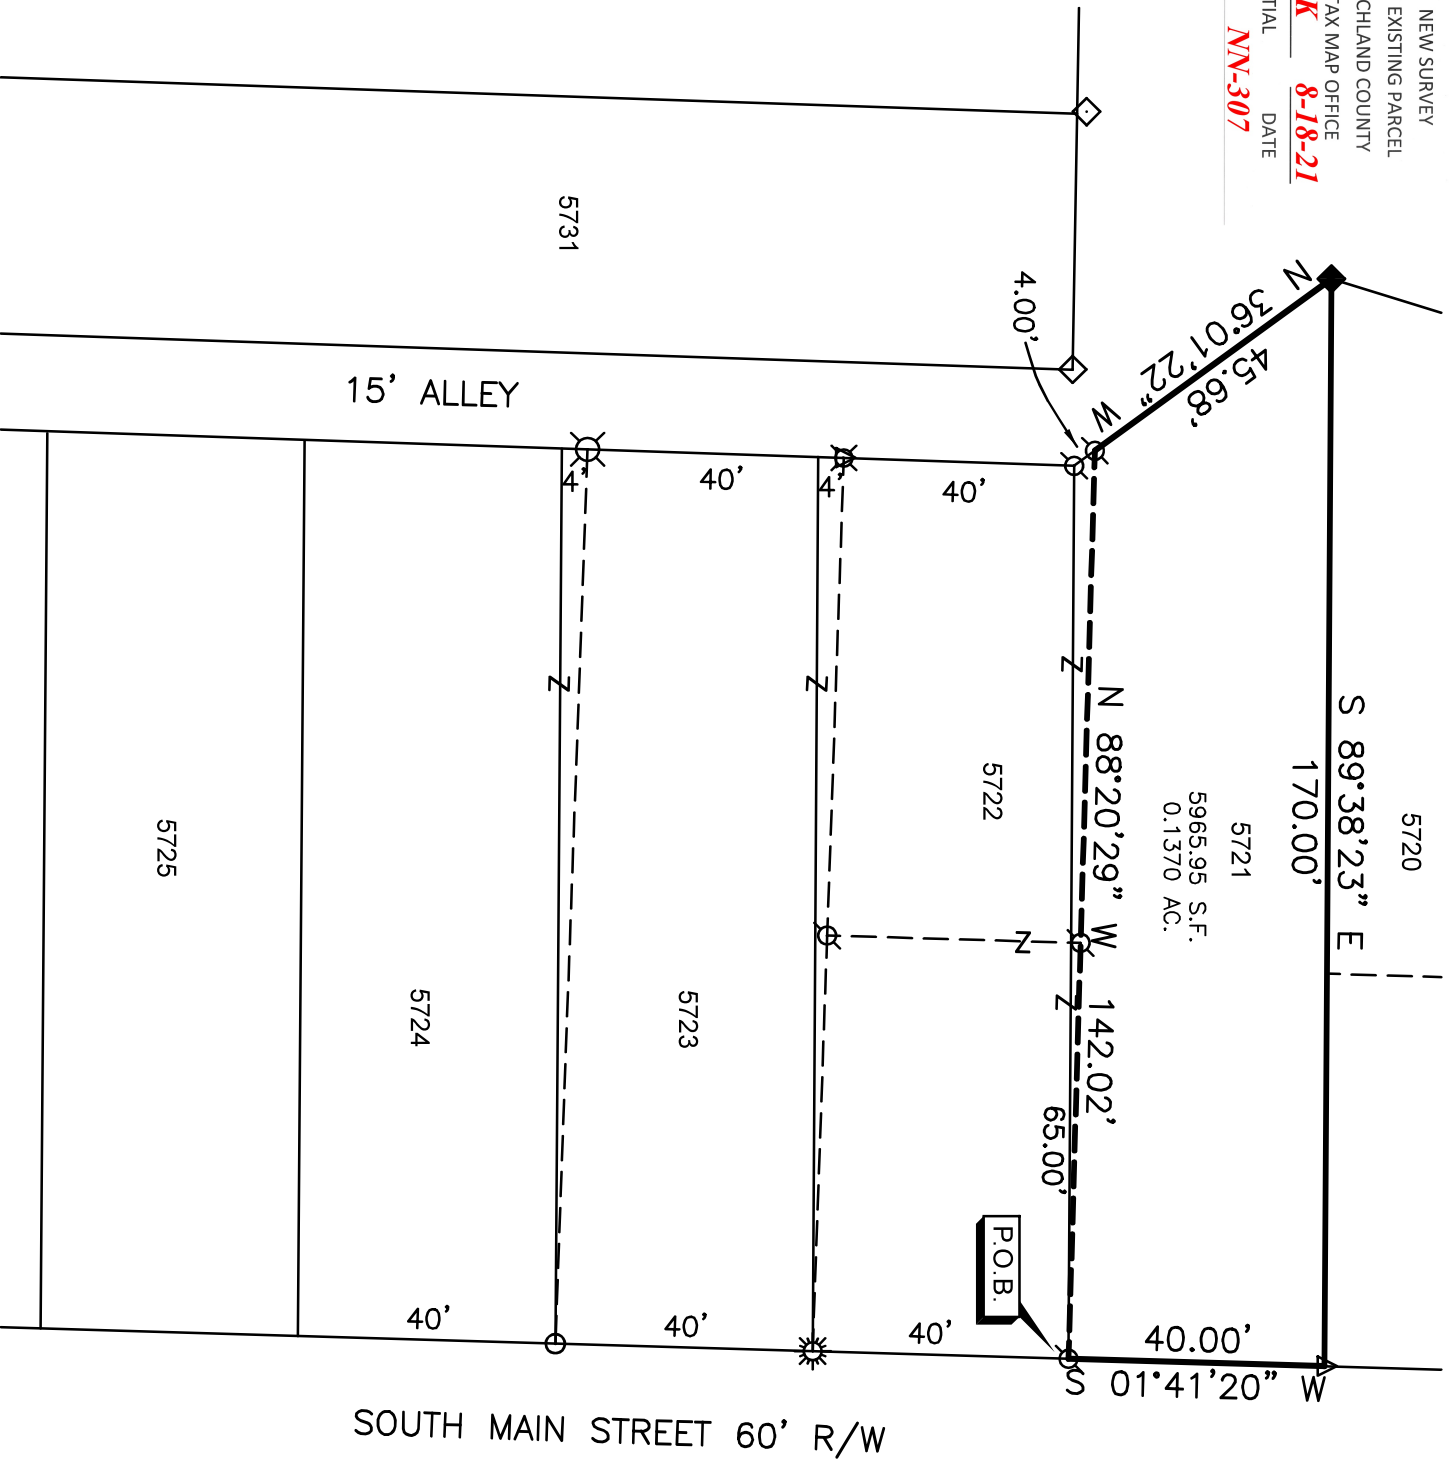 NEW SURVEY
EXISTING PARCEL
CHLAND COUNTY
TAX MAP OFFICE
K 8-18-21
TIAL DATE
NN-307
5720
S 89°38'23" E
170.00'
N 36°01'22" W
45.68'
4.00'
5721
5965.95 S.F.
0.1370 AC.
N 88°20'29" W 142.02'
65.00'
P.O.B.
40.00'
S 01°41'20" W
5731
15' ALLEY
4'
40'
4'
40'
Z
Z
Z
Z
Z
5722
5723
5724
5725
40'
40'
40'
SOUTH MAIN STREET 60' R/W